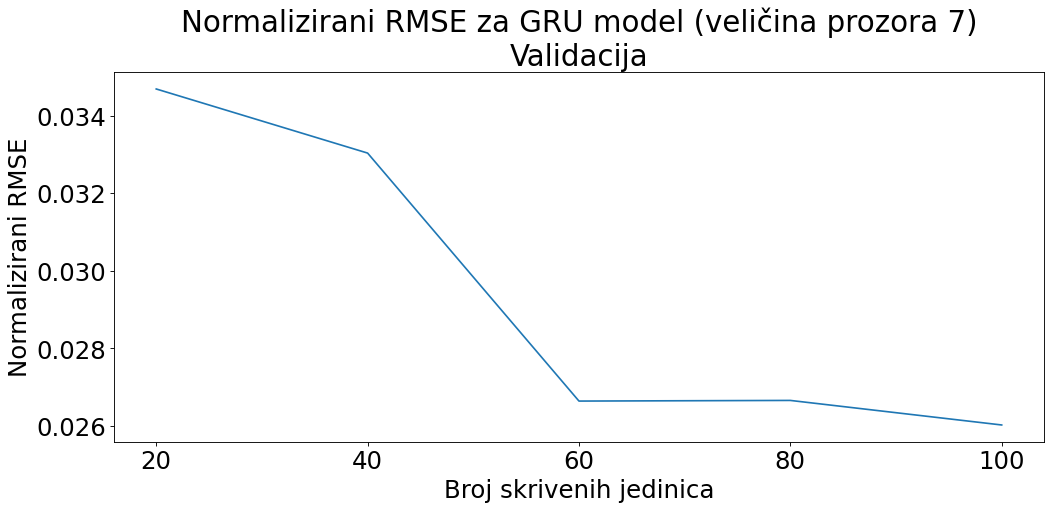 Normalizirani RMSE za GRU model (veličina prozora 7)
Validacija
Normalizirani RMSE
0.034
0.032
0.030
0.028
0.026
20 40 60 80 100
Broj skrivenih jedinica